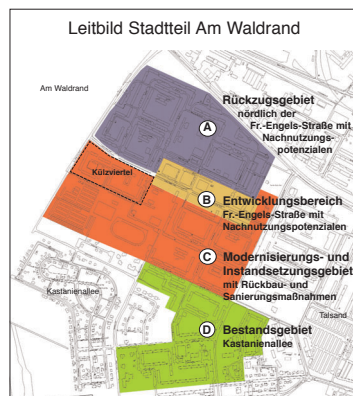 Leitbild Stadtteil Am Waldrand
Am Waldrand
A
Rückzugsgebiet
nördlich der
Fr.-Engels-Straße mit
Nachnutzungs-
potenzialen
Külzviertel
B
Entwicklungsbereich
Fr.-Engels-Straße mit
Nachnutzungspotenzialen
C
Modernisierungs- und
Instandsetzungsgebiet
mit Rückbau- und
Sanierungsmaßnahmen
Kastanienallee
Talsand
D
Bestandsgebiet
Kastanienallee